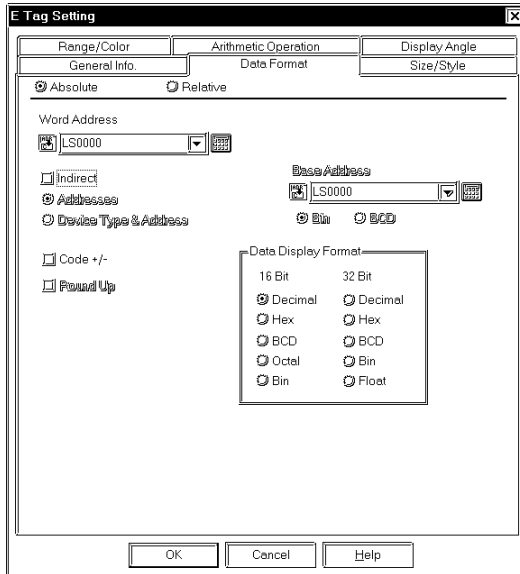 E Tag Setting
Range/Color Arithmetic Operation Display Angle
General Info. Data Format Size/Style
Absolute Relative
Word Address
LS0000
Indirect
Base Address
LS0000
Addresses
Device Type & Address
Bin BCD
Code +/-
Round Up
Data Display Format
16 Bit 32 Bit
Decimal Decimal
Hex Hex
BCD BCD
Octal Bin
Bin Float
OK Cancel Help